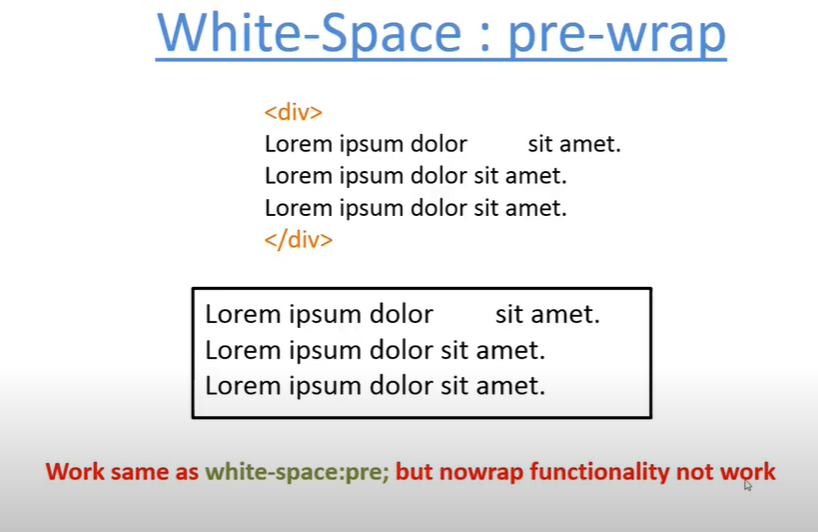 White-Space : pre-wrap
<div>
Lorem ipsum dolor          sit amet.
Lorem ipsum dolor sit amet.
Lorem ipsum dolor sit amet.
</div>
Lorem ipsum dolor          sit amet.
Lorem ipsum dolor sit amet.
Lorem ipsum dolor sit amet.
Work same as white-space:pre; but nowrap functionality not work